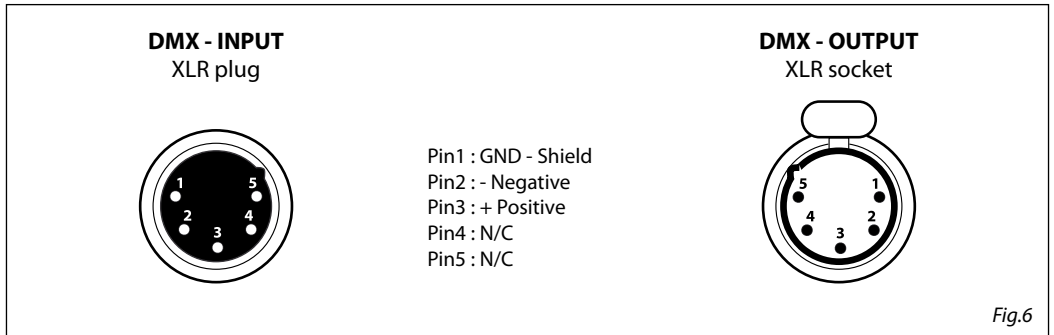 DMX - INPUT
XLR plug
DMX - OUTPUT
XLR socket
Pin1 : GND - Shield
Pin2 : - Negative
Pin3 : + Positive
Pin4 : N/C
Pin5 : N/C
1 5
2 4
3
5 1
4 2
3
Fig.6